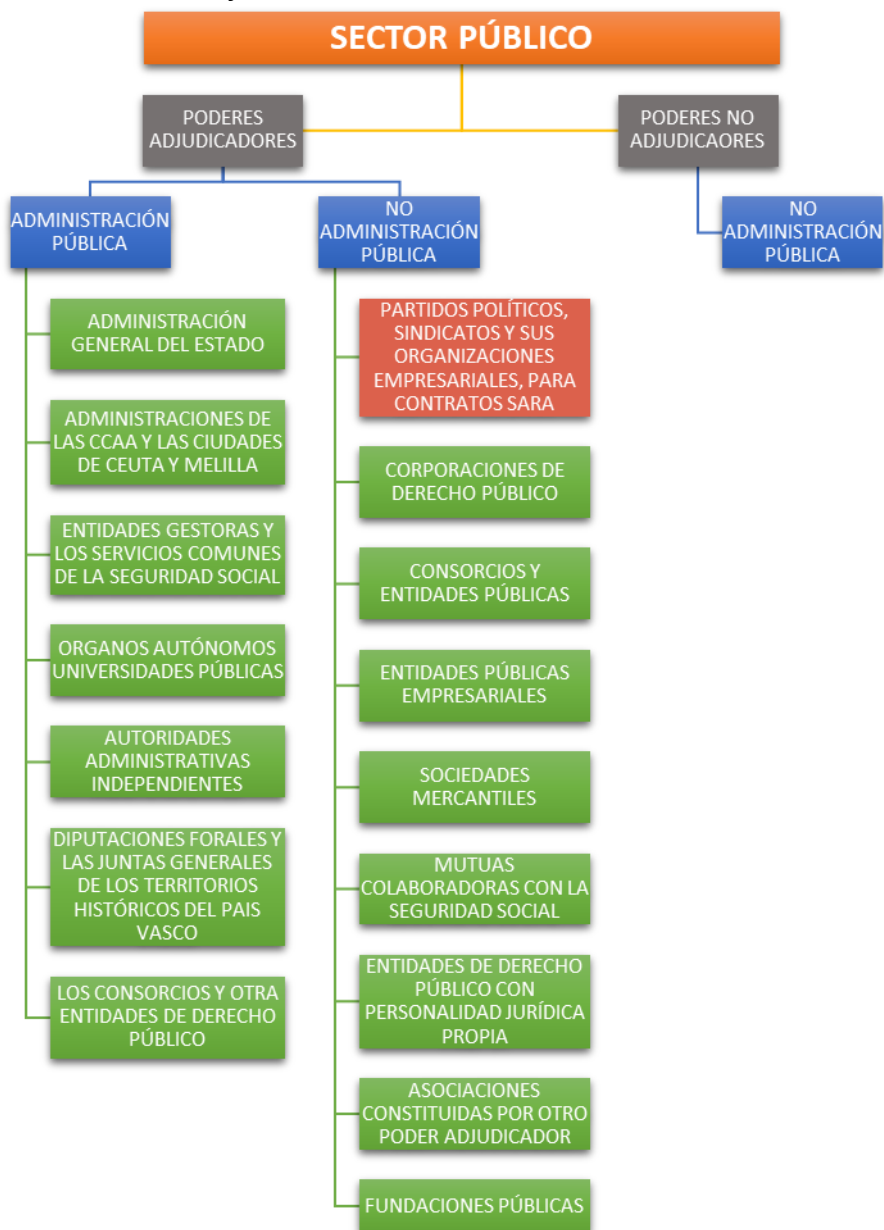 SECTOR PÚBLICO
PODERES
ADJUDICADORES
PODERES NO
ADJUDICAORES
ADMINISTRACIÓN
PÚBLICA
NO
ADMINISTRACIÓN
PÚBLICA
NO
ADMINISTRACIÓN
PÚBLICA
ADMINISTRACIÓN
GENERAL DEL ESTADO
ADMINISTRACIONES DE
LAS CCAA Y LAS CIUDADES
DE CEUTA Y MELILLA
ENTIDADES GESTORAS Y
LOS SERVICIOS COMUNES
DE LA SEGURIDAD SOCIAL
ORGANOS AUTÓNOMOS
UNIVERSIDADES PÚBLICAS
AUTORIDADES
ADMINISTRATIVAS
INDEPENDIENTES
DIPUTACIONES FORALES Y
LAS JUNTAS GENERALES
DE LOS TERRITORIOS
HISTÓRICOS DEL PAIS
VASCO
LOS CONSORCIOS Y OTRA
ENTIDADES DE DERECHO
PÚBLICO
PARTIDOS POLÍTICOS,
SINDICATOS Y SUS
ORGANIZACIONES
EMPRESARIALES, PARA
CONTRATOS SARA
CORPORACIONES DE
DERECHO PÚBLICO
CONSORCIOS Y
ENTIDADES PÚBLICAS
ENTIDADES PÚBLICAS
EMPRESARIALES
SOCIEDADES
MERCANTILES
MUTUAS
COLABORADORAS CON LA
SEGURIDAD SOCIAL
ENTIDADES DE DERECHO
PÚBLICO CON
PERSONALIDAD JURÍDICA
PROPIA
ASOCIACIONES
CONSTITUIDAS POR OTRO
PODER ADJUDICADOR
FUNDACIONES PÚBLICAS